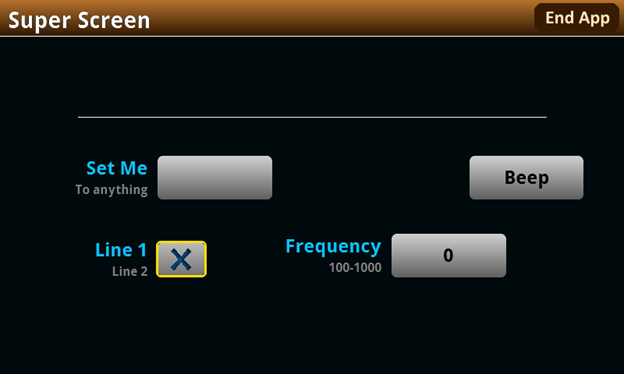 Super Screen
End App
Set Me
To anything
Beep
Line 1
Line 2
Frequency
100-1000
0